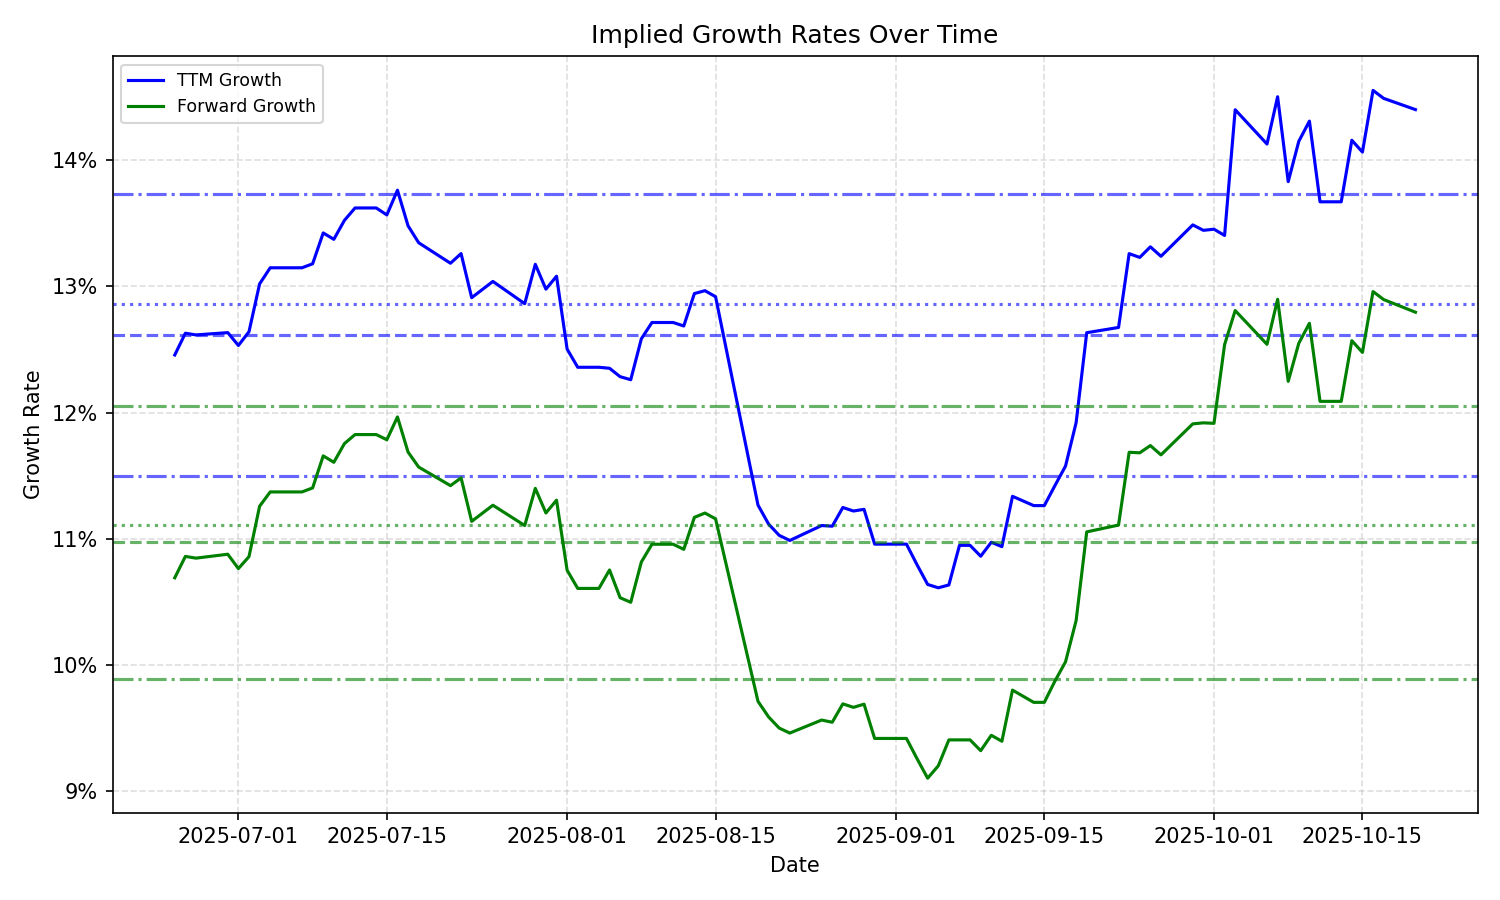 Implied Growth Rates Over Time
TTM Growth
Forward Growth
14%
13%
12%
11%
10%
9%
Growth Rate
2025-07-01
2025-07-15
2025-08-01
2025-08-15
2025-09-01
2025-09-15
2025-10-01
2025-10-15
Date